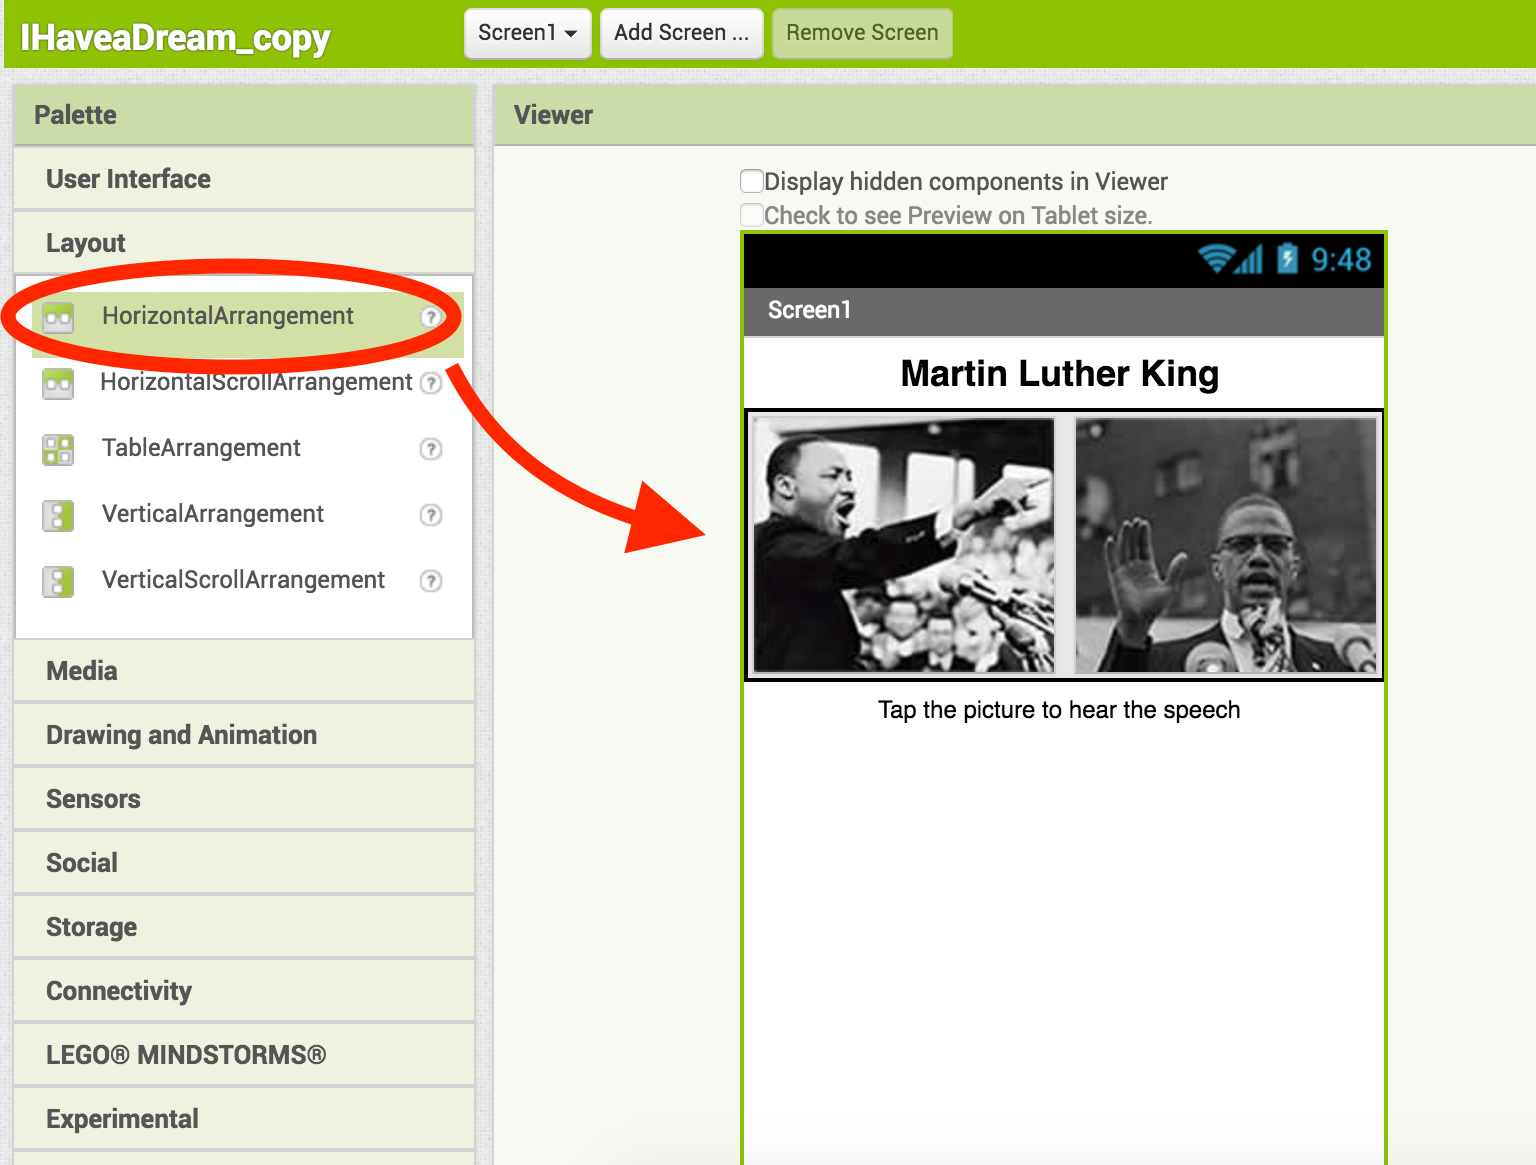 IHaveaDream_copy
Screen1
Add Screen ...
Remove Screen
Palette
User Interface
Layout
HorizontalArrangement
?
HorizontalScrollArrangement
?
TableArrangement
?
VerticalArrangement
?
VerticalScrollArrangement
?
Media
Drawing and Animation
Sensors
Social
Storage
Connectivity
LEGO® MINDSTORMS®
Experimental
Viewer
Display hidden components in Viewer
Check to see Preview on Tablet size.
9:48
Screen1
Martin Luther King
Tap the picture to hear the speech